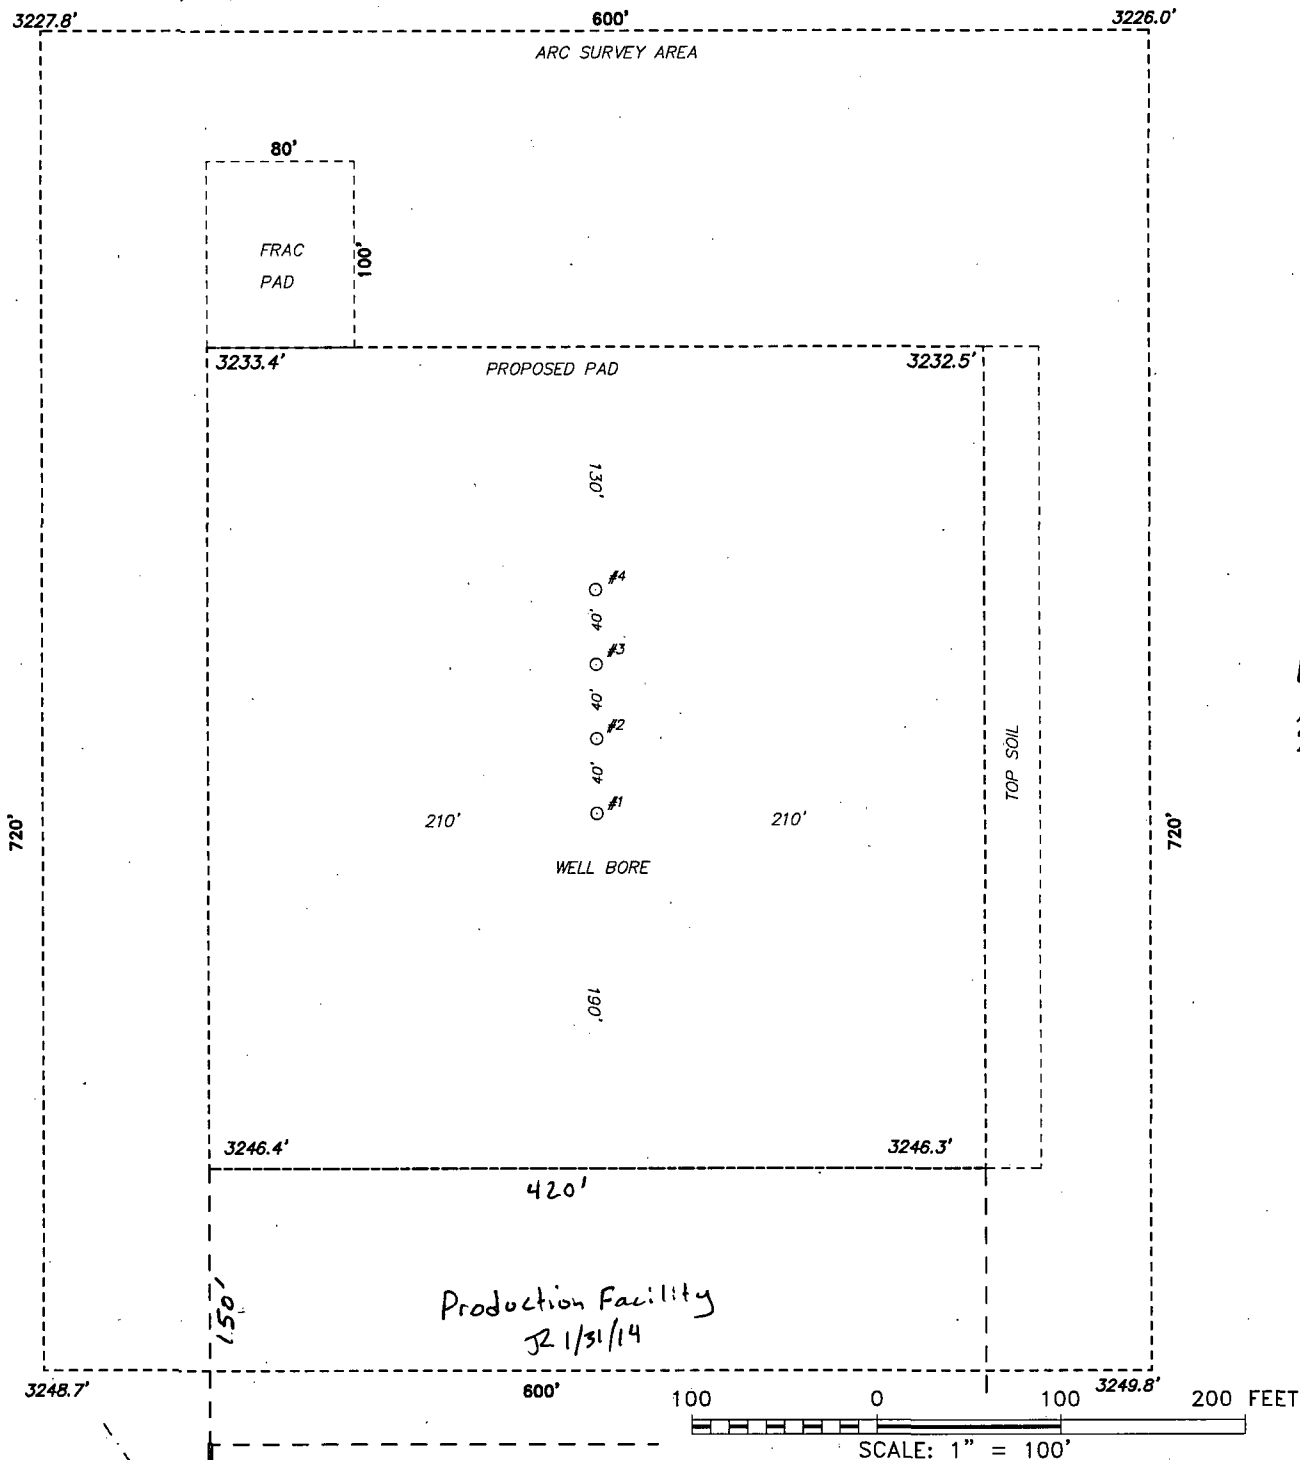 3227.8'
600'
3226.0'
ARC SURVEY AREA
80'
FRAC
PAD
100'
3233.4'
PROPOSED PAD
3232.5'
130'
#4
40'
#3
40'
#2
40'
#1
210'
210'
WELL BORE
TOP SOIL
720'
720'
190'
3246.4'
3246.3'
420'
150'
Production Facility
JR 1/31/14
3248.7'
600'
3249.8'
100 0 100 200 FEET
SCALE: 1" = 100'